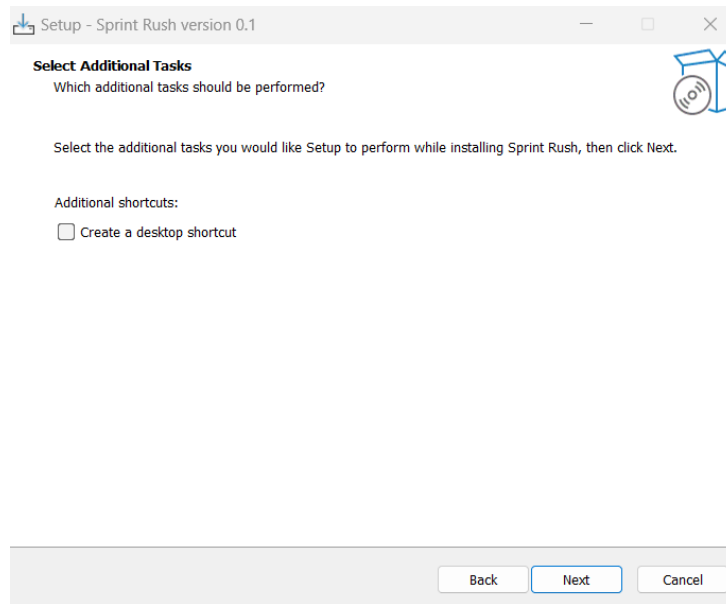 Setup - Sprint Rush version 0.1
Select Additional Tasks
Which additional tasks should be performed?
Select the additional tasks you would like Setup to perform while installing Sprint Rush, then click Next.
Additional shortcuts:
Create a desktop shortcut
Back Next Cancel